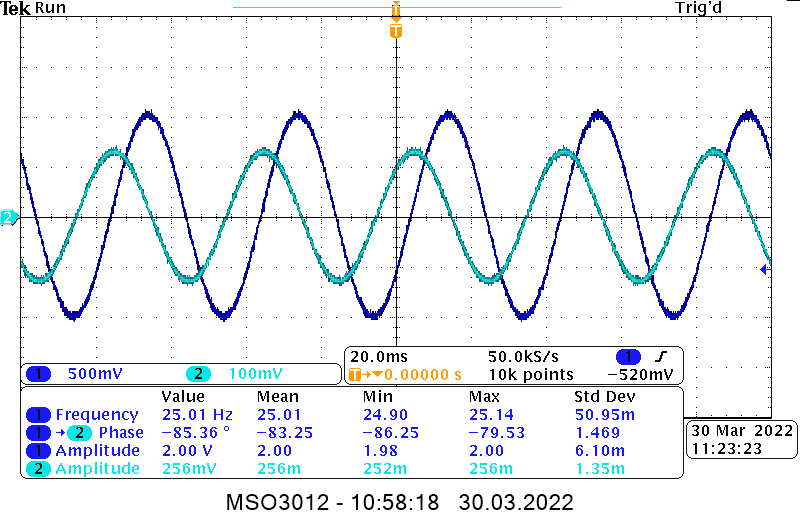 Tek Run Trig'd
T
T
2
20.0ms 50.0kS/s 1
1 500mV 2 100mV T→▼0.00000 s 10k points −520mV
Value Mean Min Max Std Dev
1 Frequency 25.01 Hz 25.01 24.90 25.14 50.95m
1 →2 Phase −85.36 ° −83.25 −86.25 −79.53 1.469
1 Amplitude 2.00 V 2.00 1.98 2.00 6.10m
2 Amplitude 256mV 256m 252m 256m 1.35m
30 Mar 2022
11:23:23
MSO3012 - 10:58:18 30.03.2022